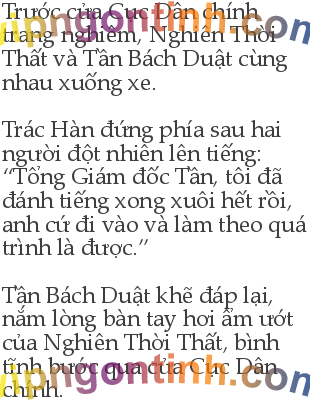 Trước cửa Cục Dân chính
trang nghiêm, Nghiên Thời
Thất và Tần Bách Duật cùng
nhau xuống xe.
Trác Hàn đứng phía sau hai
người đột nhiên lên tiếng:
“Tổng Giám đốc Tần, tôi đã
đánh tiếng xong xuôi hết rồi,
anh cứ đi vào và làm theo quá
trình là được.”
Tần Bách Duật khẽ đáp lại,
nắm lòng bàn tay hơi ẩm ướt
của Nghiên Thời Thất, bình
tĩnh bước qua cửa Cục Dân
chính.
vipngontinh.com
vipngontinh.com